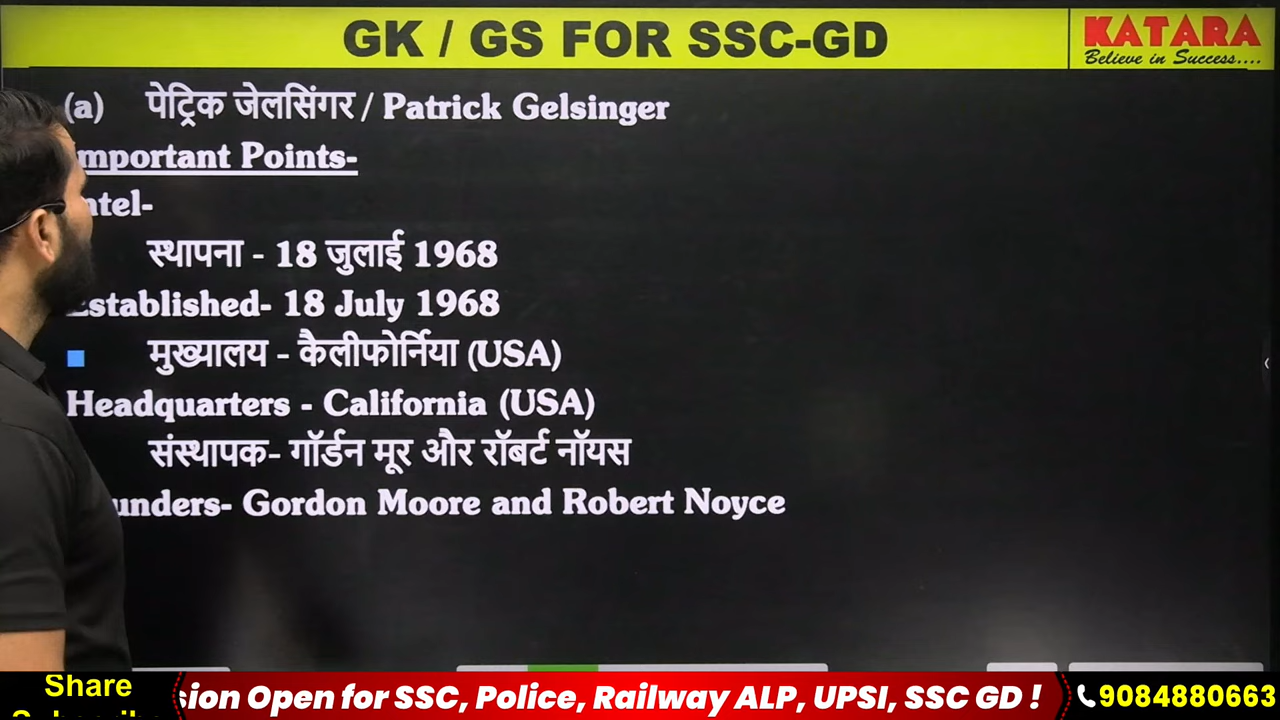 GK / GS FOR SSC-GD
KATARA
Believe in Success....
(a) पेट्रिक जेलसिंगर / Patrick Gelsinger
mportant Points-
ntel-
स्थापना - 18 जुलाई 1968
Established- 18 July 1968
मुख्यालय - कैलीफोर्निया (USA)
Headquarters - California (USA)
संस्थापक- गॉर्डन मूर और रॉबर्ट नॉयस
unders- Gordon Moore and Robert Noyce
Share
sion Open for SSC, Police, Railway ALP, UPSI, SSC GD !
9084880663